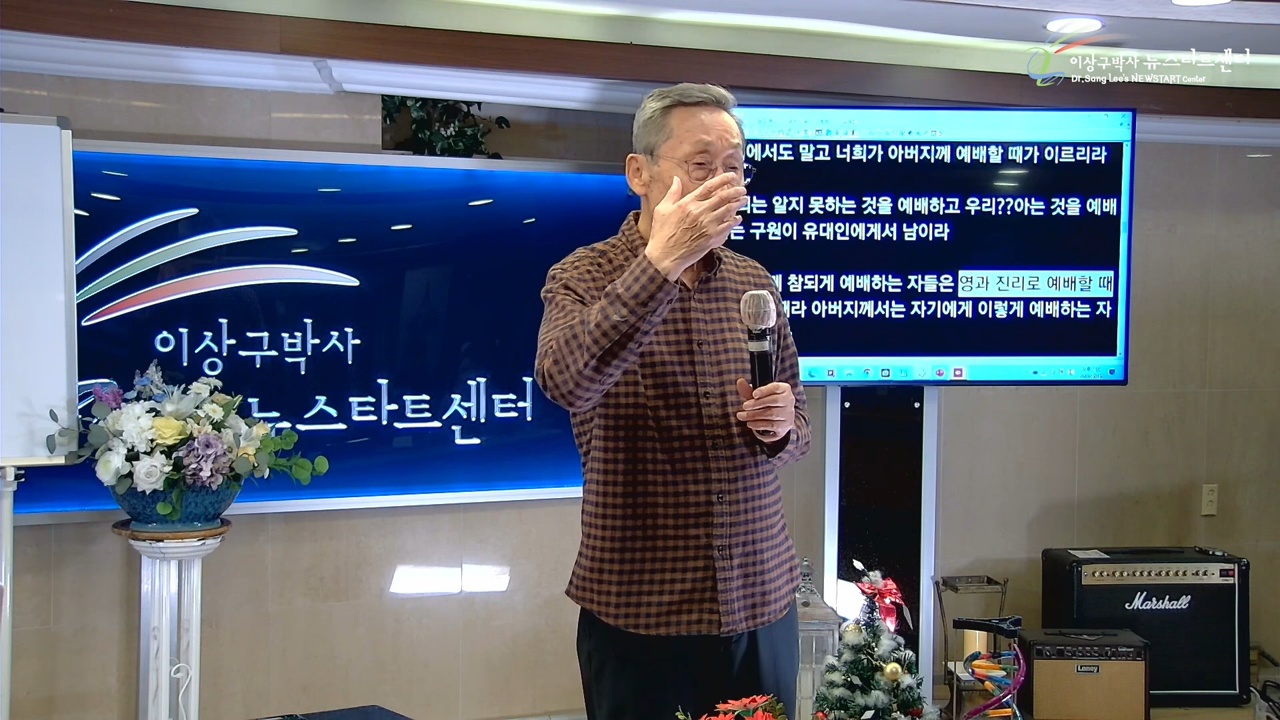 이상구박사 뉴스타트센터
Dr. Sang Lee's NEWSTART Center
에서도 말고 너희가 아버지께 예배할 때가 이르리라
는 알지 못하는 것을 예배하고 우리??아는 것을 예배
는 구원이 유대인에게서 남이라
참되게 예배하는 자들은 영과 진리로 예배할 때
라 아버지께서는 자기에게 이렇게 예배하는 자
이상구박사
뉴스타트센터
Marshall
Laney